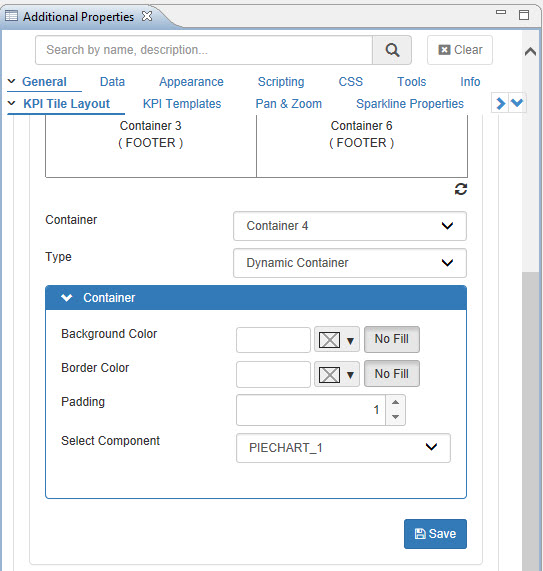 Additional Properties
Search by name, description...
Clear
General Data Appearance Scripting CSS Tools Info
KPI Tile Layout KPI Templates Pan & Zoom Sparkline Properties
Container 3 Container 6
( FOOTER ) ( FOOTER )
Container Container 4
Type Dynamic Container
Container
Background Color No Fill
Border Color No Fill
Padding 1
Select Component PIECHART_1
Save